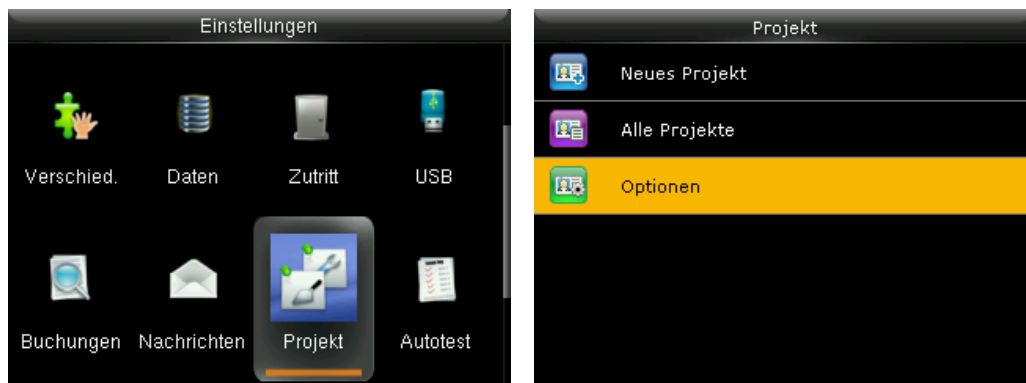 Einstellungen
Verschied. Daten Zutritt USB
Buchungen Nachrichten Projekt Autotest
Projekt
Neues Projekt
Alle Projekte
Optionen